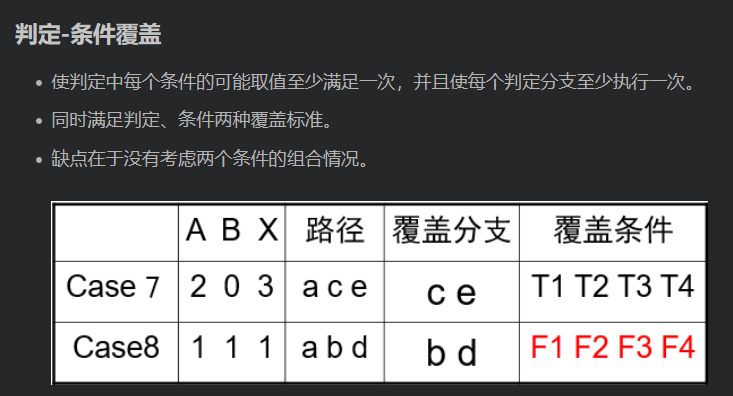 判定-条件覆盖
使判定中每个条件的可能取值至少满足一次，并且使每个判定分支至少执行一次。
同时满足判定、条件两种覆盖标准。
缺点在于没有考虑两个条件的组合情况。
A B X 路径 覆盖分支 覆盖条件
Case 7 2 0 3 a c e c e T1 T2 T3 T4
Case8 1 1 1 a b d b d F1 F2 F3 F4